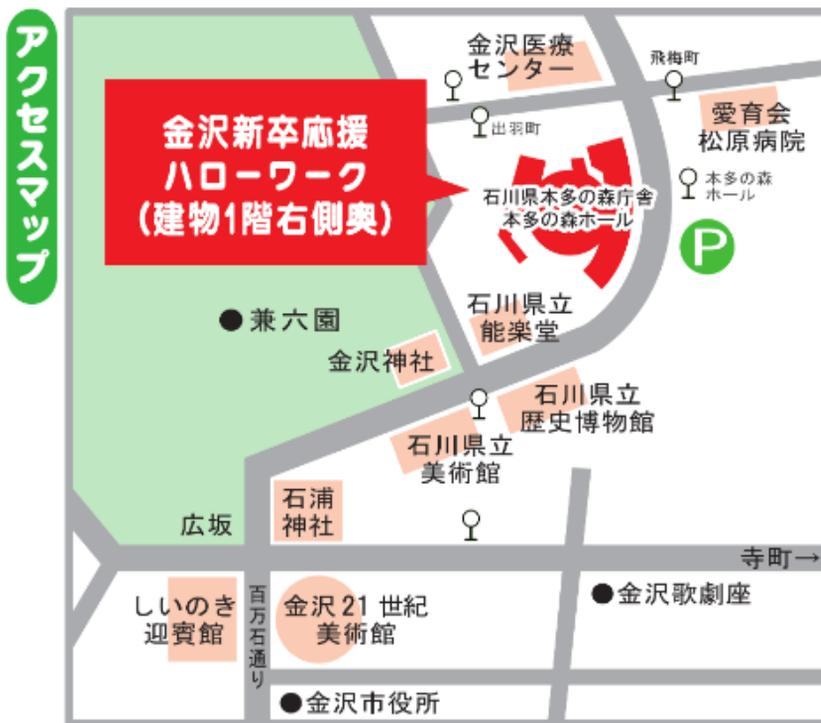 アクセスマップ
金沢医療
センター
飛梅町
愛育会
松原病院
出羽町
金沢新卒応援
ハローワーク
(建物1階右側奥)
石川県本多の森庁舎
本多の森ホール
本多の森
ホール
P
兼六園
石川県立
能楽堂
金沢神社
石川県立
歴史博物館
石川県立
美術館
石浦
神社
広坂
寺町→
しいのき
迎賓館
百万石通り
金沢21世紀
美術館
金沢歌劇座
金沢市役所